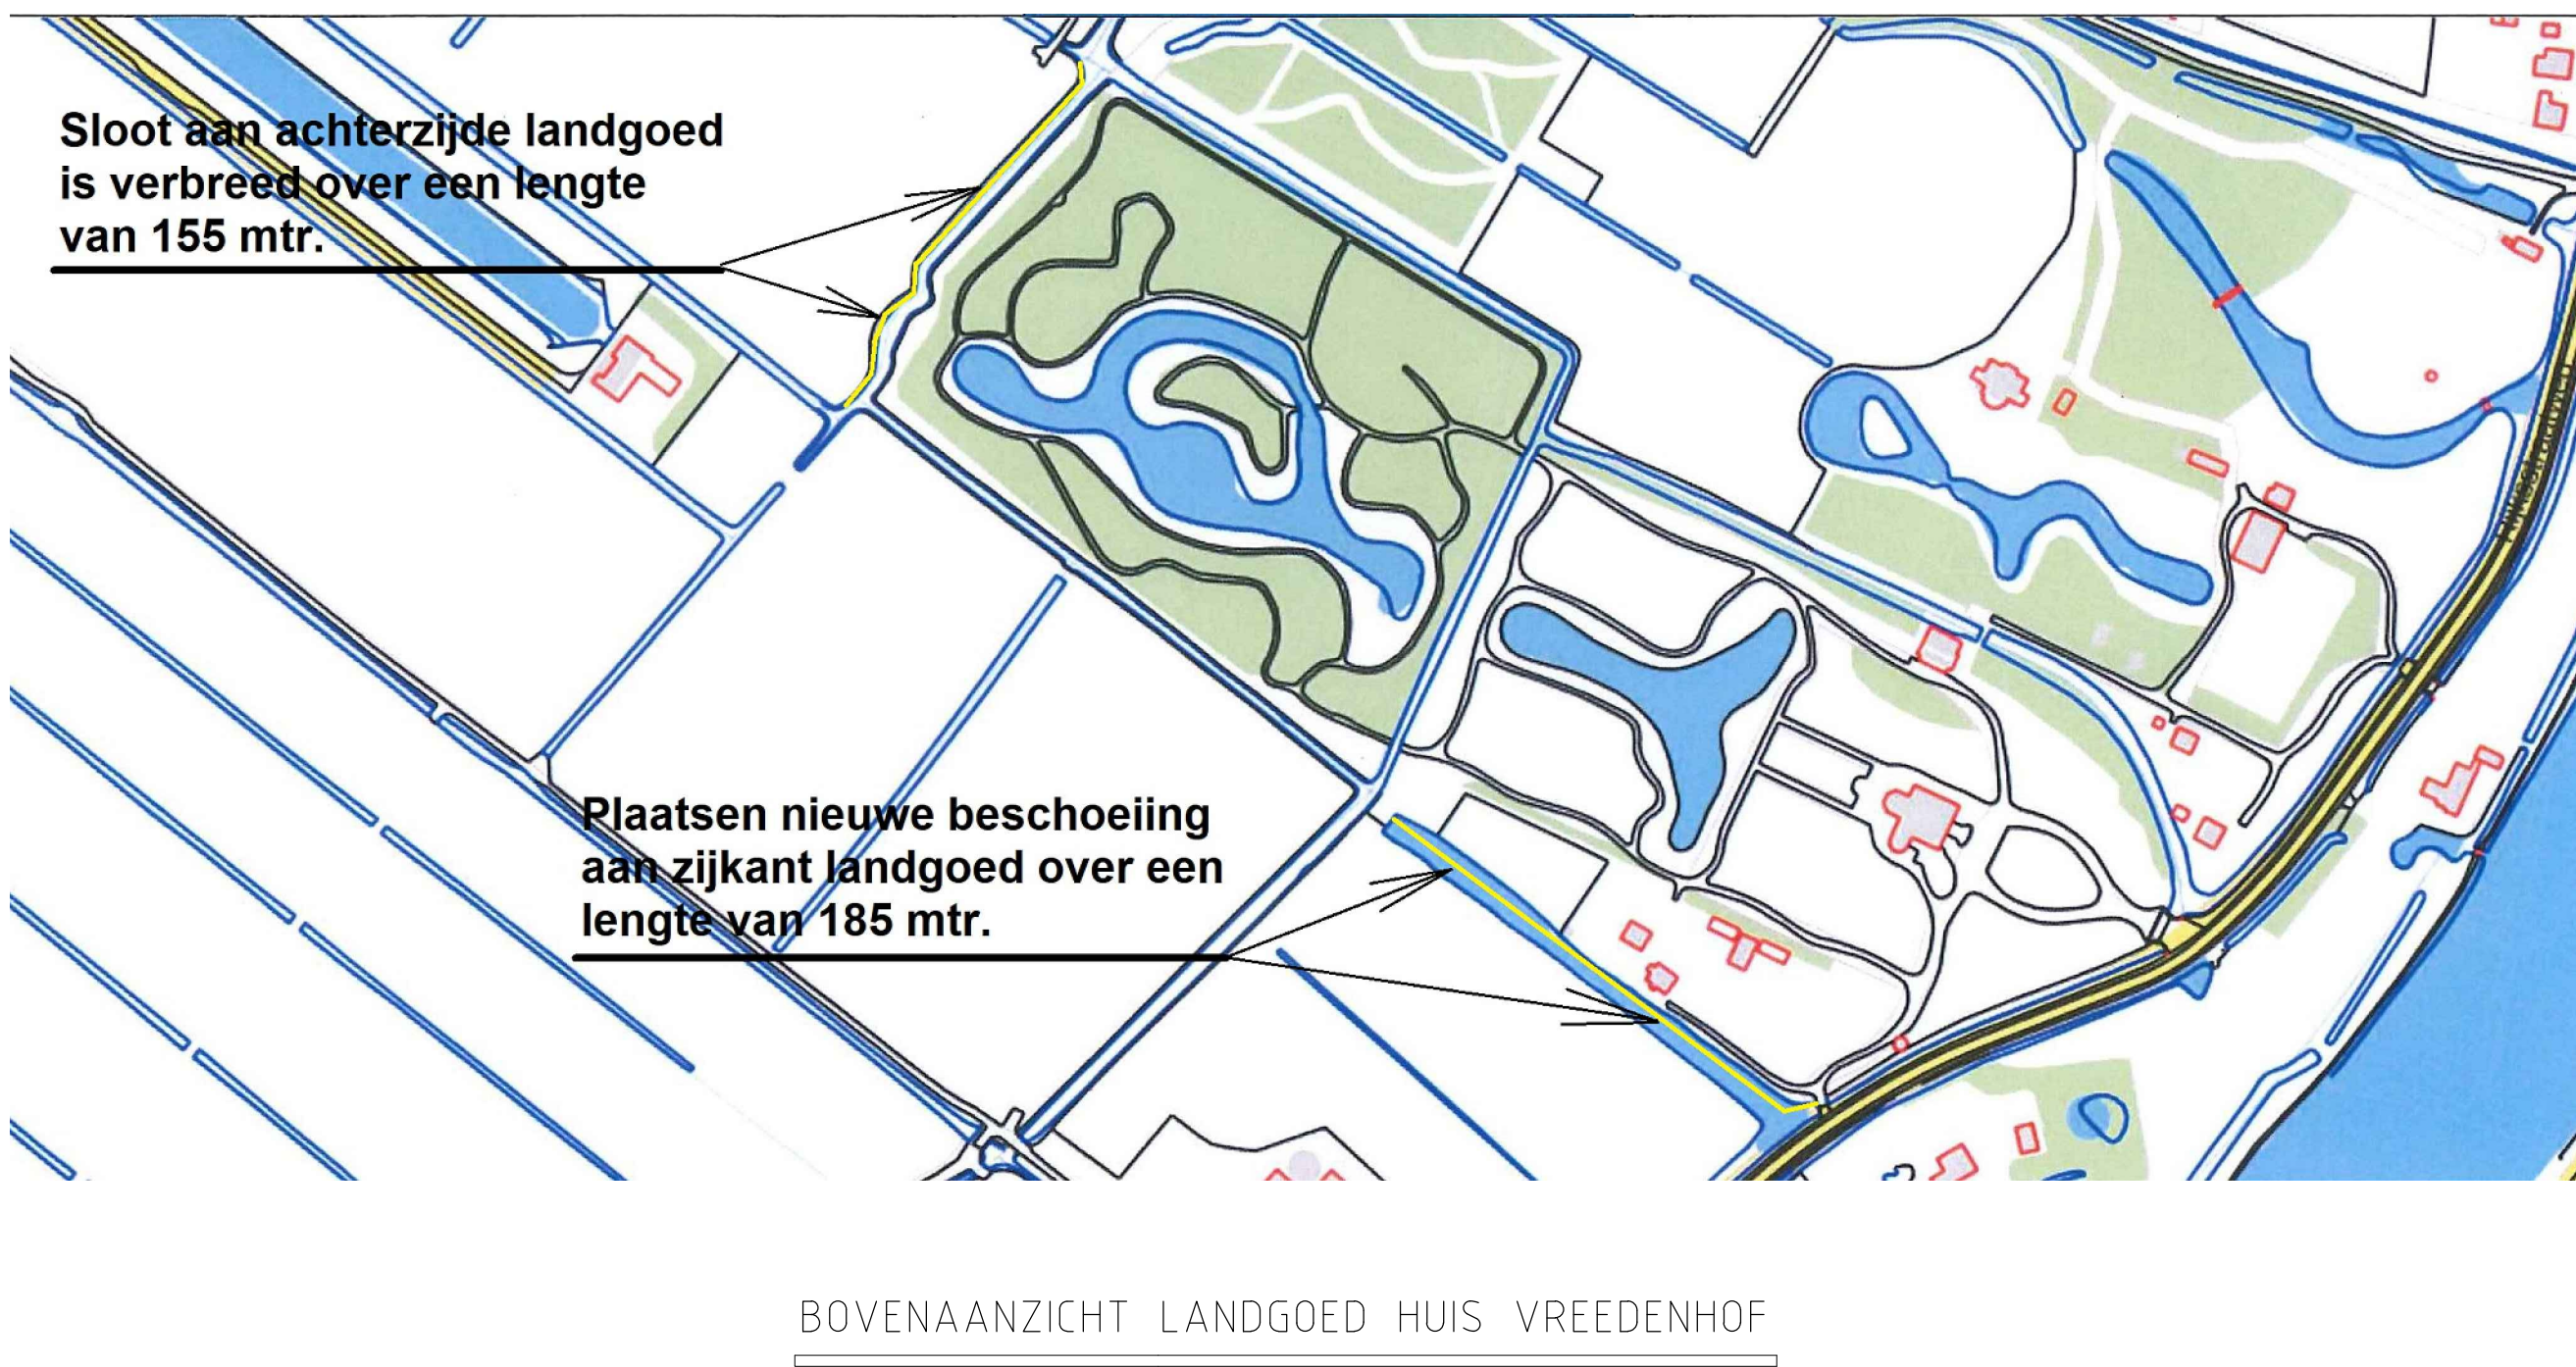 Sloot aan achterzijde landgoed
is verbreed over een lengte
van 155 mtr.
Plaatsen nieuwe beschoeiing
aan zijkant landgoed over een
lengte van 185 mtr.
Rijksstraatweg
BOVENAANZICHT LANDGOED HUIS VREEDENHOF